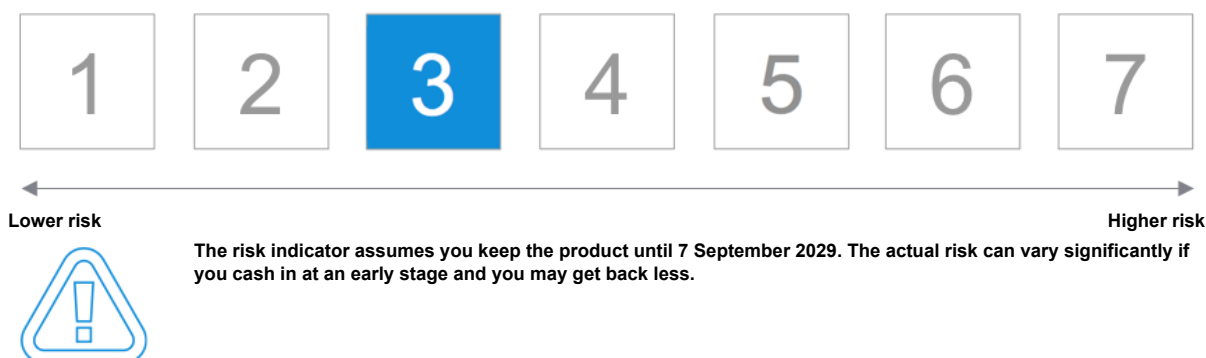 1 2 3 4 5 6 7
Lower risk Higher risk
The risk indicator assumes you keep the product until 7 September 2029. The actual risk can vary significantly if
you cash in at an early stage and you may get back less.